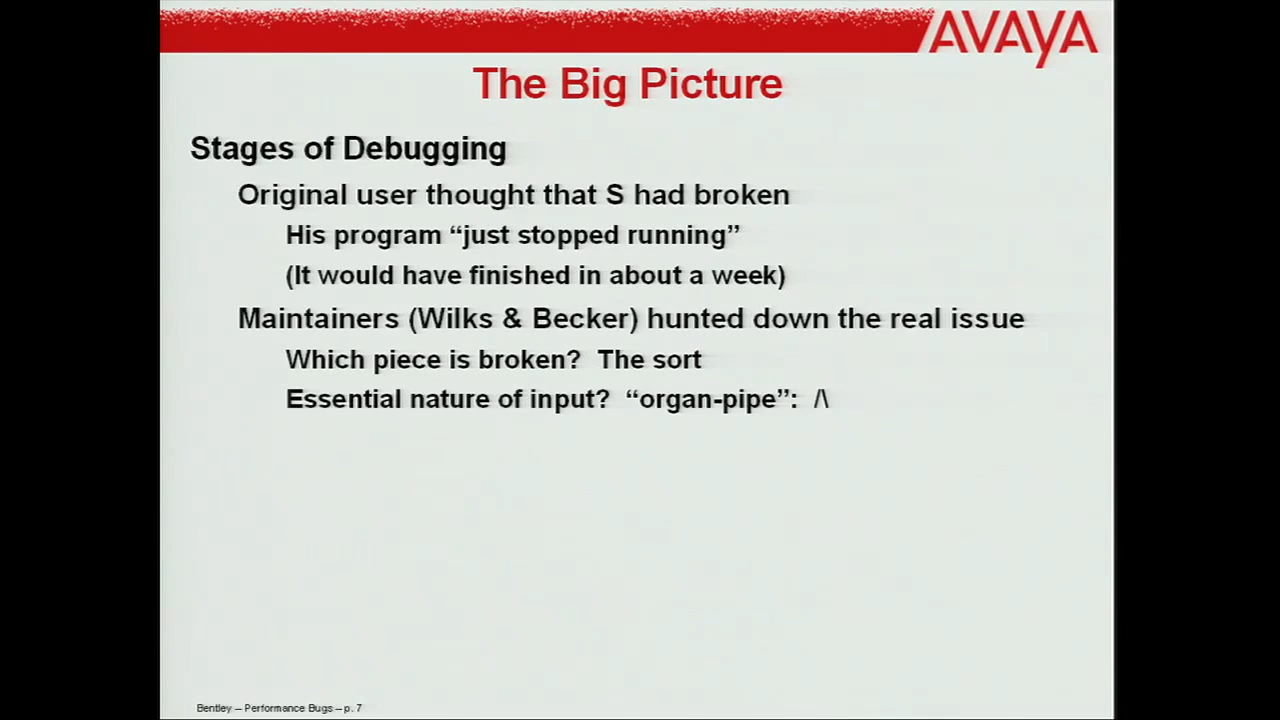 AVAYA
The Big Picture
Stages of Debugging
Original user thought that S had broken
His program “just stopped running”
(It would have finished in about a week)
Maintainers (Wilks & Becker) hunted down the real issue
Which piece is broken? The sort
Essential nature of input? “organ-pipe”: /\
Bentley – Performance Bugs – p. 7